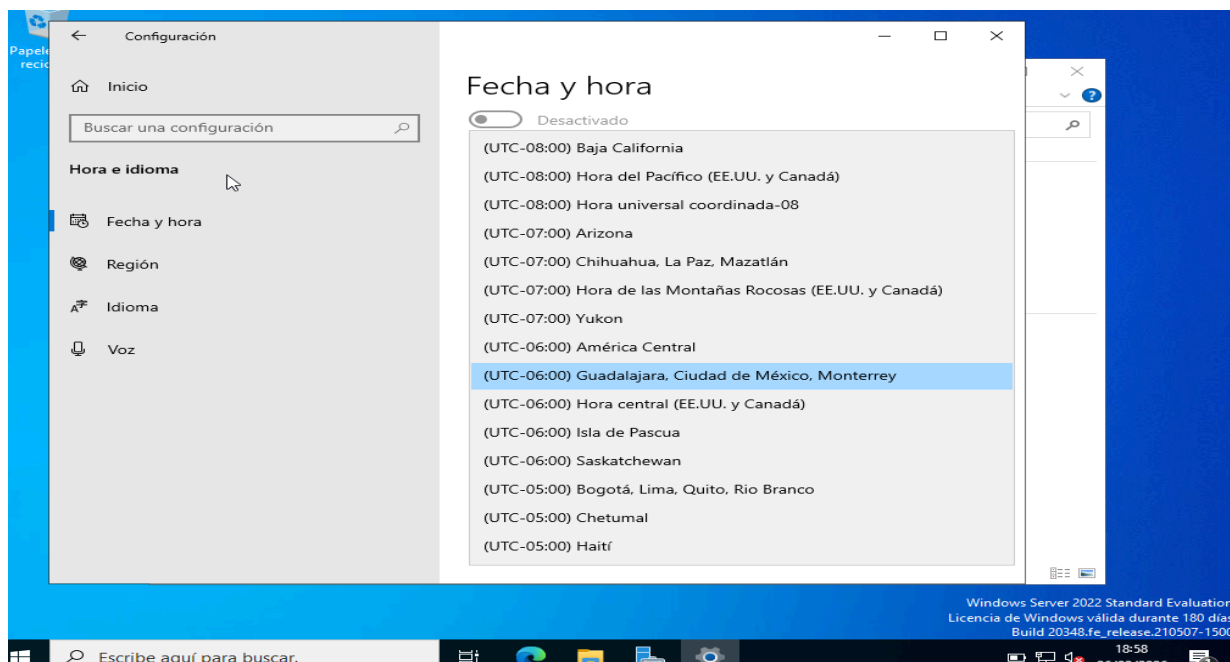 Configuración
Inicio
Buscar una configuración
Hora e idioma
Fecha y hora
Región
Idioma
Voz
Fecha y hora
Desactivado
(UTC-08:00) Baja California
(UTC-08:00) Hora del Pacífico (EE.UU. y Canadá)
(UTC-08:00) Hora universal coordinada-08
(UTC-07:00) Arizona
(UTC-07:00) Chihuahua, La Paz, Mazatlán
(UTC-07:00) Hora de las Montañas Rocosas (EE.UU. y Canadá)
(UTC-07:00) Yukon
(UTC-06:00) América Central
(UTC-06:00) Guadalajara, Ciudad de México, Monterrey
(UTC-06:00) Hora central (EE.UU. y Canadá)
(UTC-06:00) Isla de Pascua
(UTC-06:00) Saskatchewan
(UTC-05:00) Bogotá, Lima, Quito, Rio Branco
(UTC-05:00) Chetumal
(UTC-05:00) Haití
Windows Server 2022 Standard Evaluation
Licencia de Windows válida durante 180 días
Build 20348.fe_release.210507-1500
Escribe aquí para buscar.
18:58